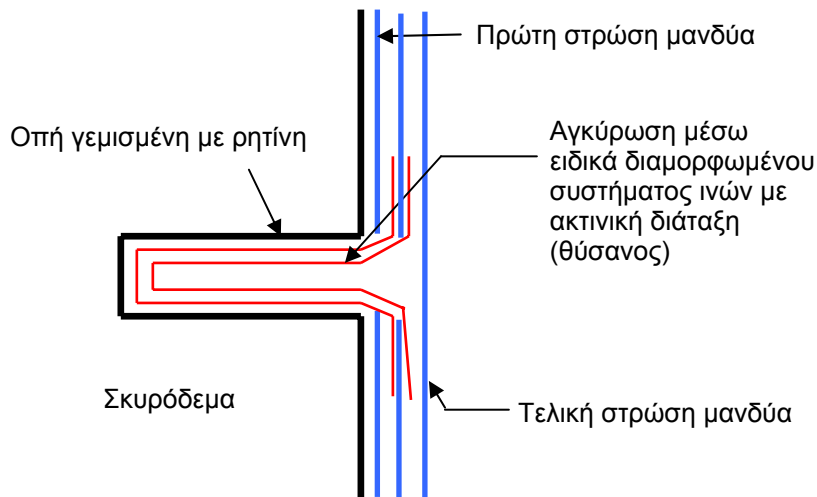 Πρώτη στρώση μανδύα
Οπή γεμισμένη με ρητίνη
Αγκύρωση μέσω
ειδικά διαμορφωμένου
συστήματος ινών με
ακτινική διάταξη
(θύσανος)
Σκυρόδεμα
Τελική στρώση μανδύα